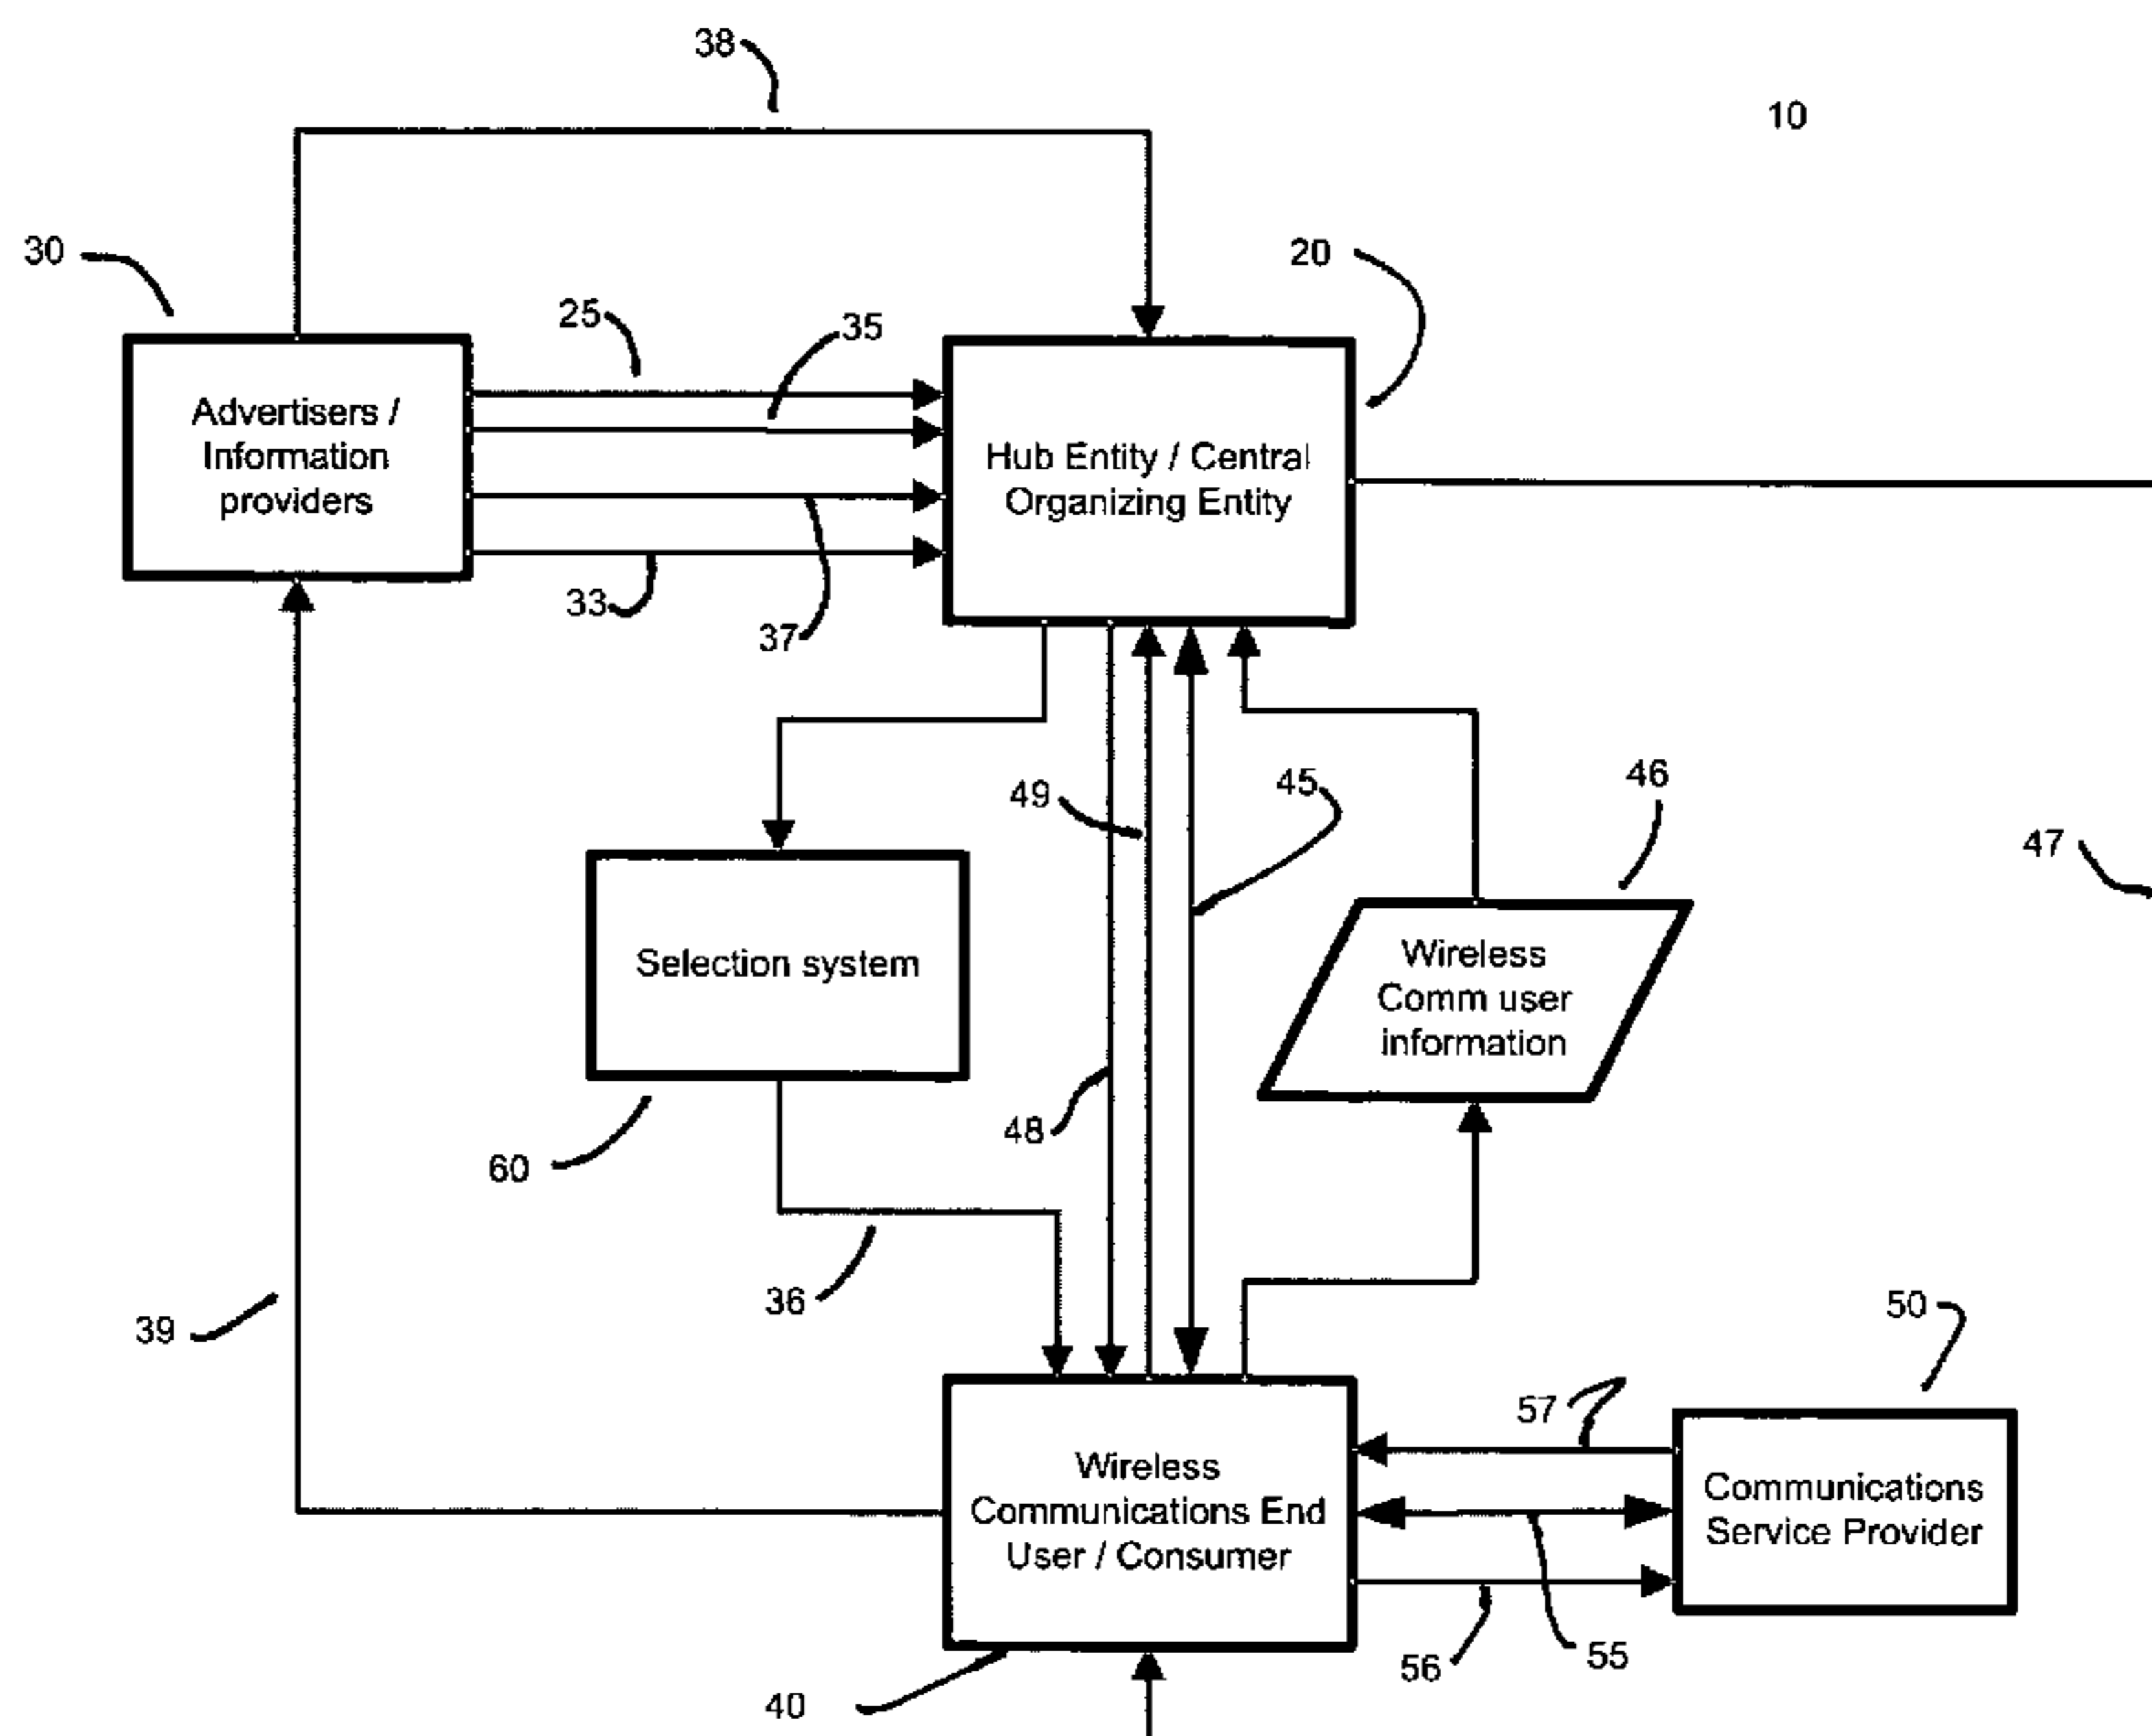 38
10
30
20
25
35
Advertisers /
Information
providers
Hub Entity / Central
Organizing Entity
33
37
49
45
46
47
Selection system
Wireless
Comm user
information
48
60
36
39
50
57
Wireless
Communications End
User / Consumer
Communications
Service Provider
56
55
40